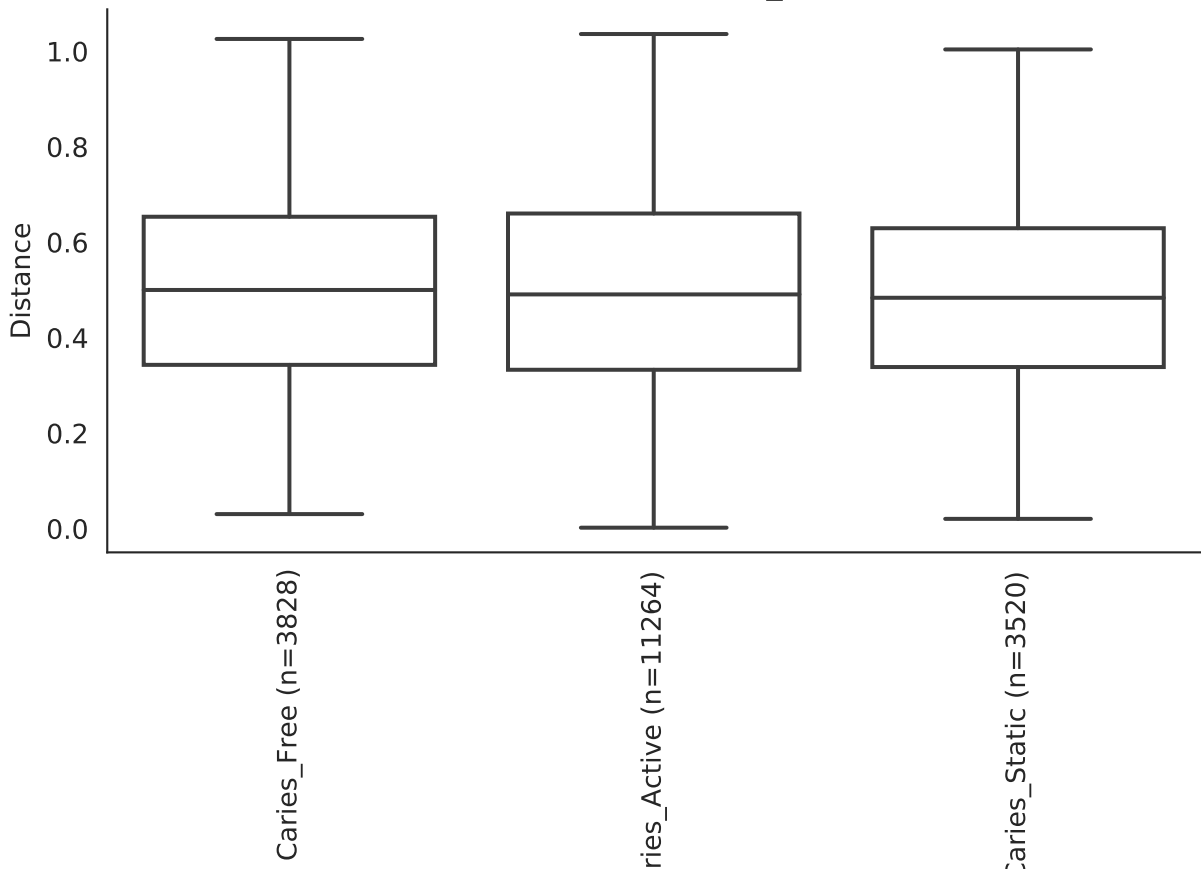 1.0
0.8
0.6
0.4
0.2
0.0
Distance
Caries_Free (n=3828)
ries_Active (n=11264)
Caries_Static (n=3520)